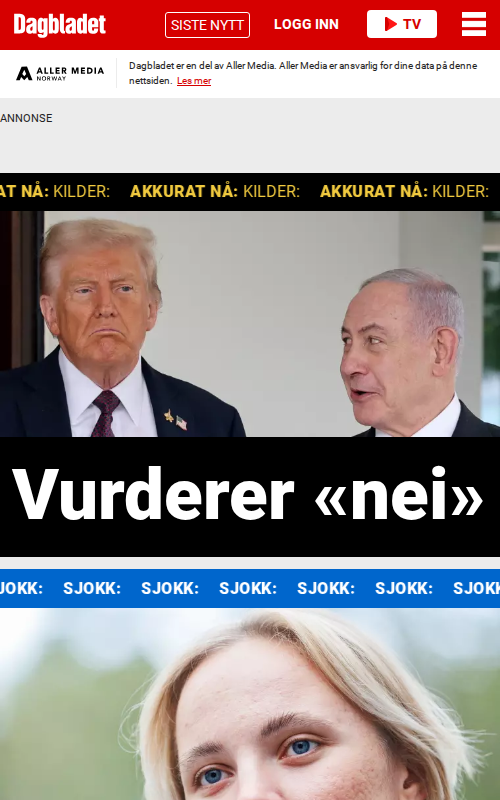 Dagbladet
SISTE NYTT
LOGG INN
TV
ALLER MEDIA
NORWAY
Dagbladet er en del av Aller Media. Aller Media er ansvarlig for dine data på denne
nettsiden. Les mer
ANNONSE
AT NÅ: KILDER: AKKURAT NÅ: KILDER: AKKURAT NÅ: KILDER:
Vurderer «nei»
JOKK: SJOKK: SJOKK: SJOKK: SJOKK: SJOKK: SJOKK